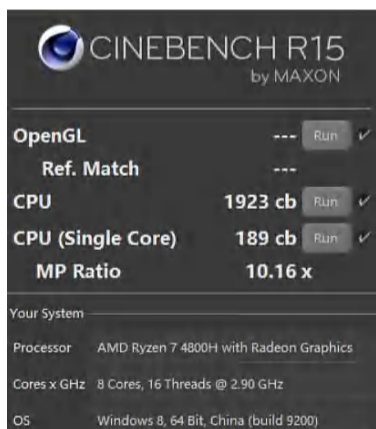 CINEBENCH R15
by MAXON
OpenGL --- Run
Ref. Match ---
CPU 1923 cb Run
CPU (Single Core) 189 cb Run
MP Ratio 10.16 x
Your System
Processor AMD Ryzen 7 4800H with Radeon Graphics
Cores x GHz 8 Cores, 16 Threads @ 2.90 GHz
OS Windows 8, 64 Bit, China (build 9200)